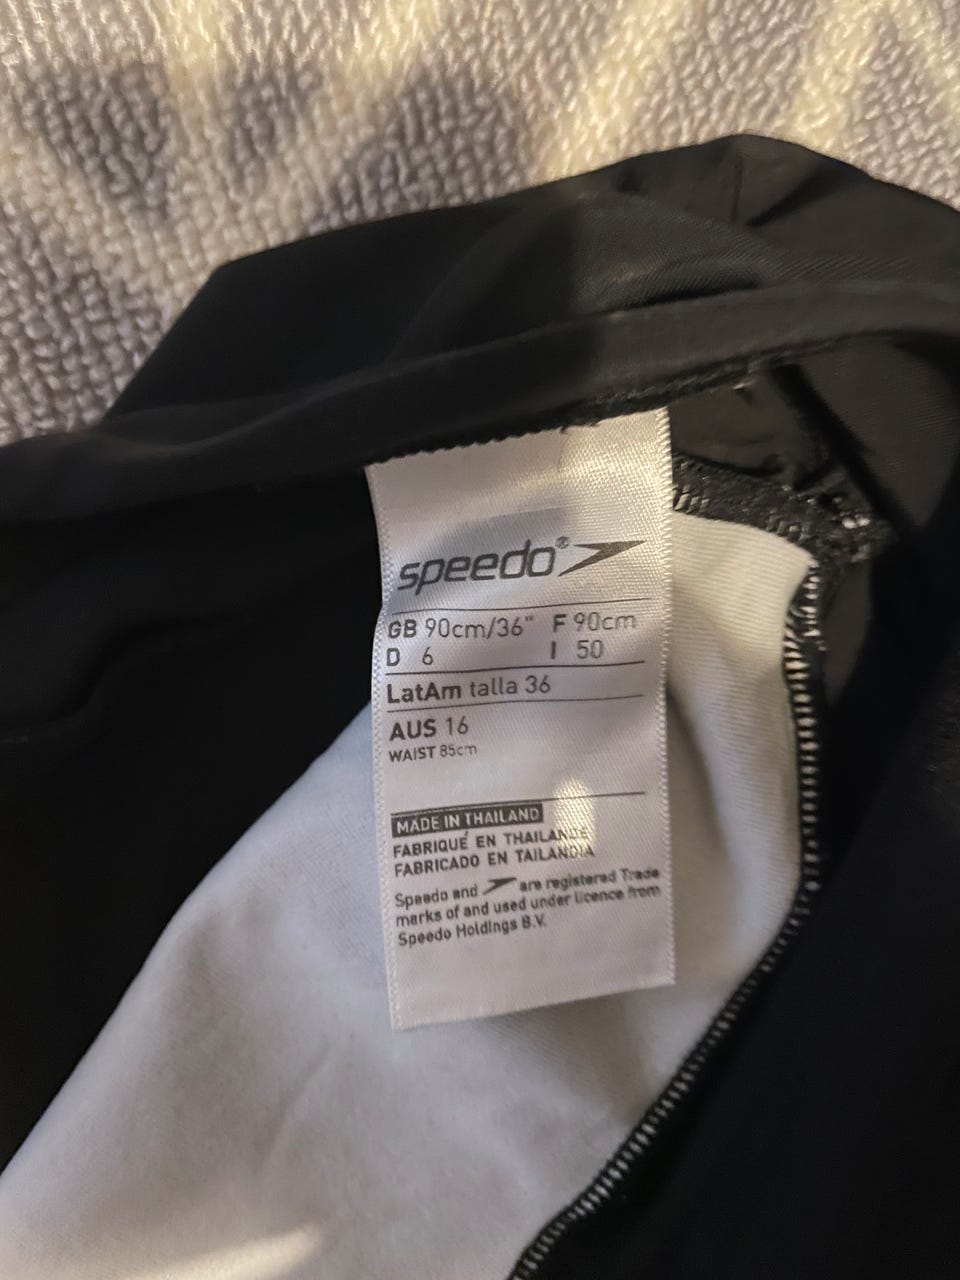 speedo®
GB 90cm/36" F 90cm
D 6 I 50
LatAm talla 36
AUS 16
WAIST 85cm
MADE IN THAILAND
FABRIQUÉ EN THAILANDE
FABRICADO EN TAILANDIA
Speedo and are registered Trade
marks of and used under licence from
Speedo Holdings B.V.